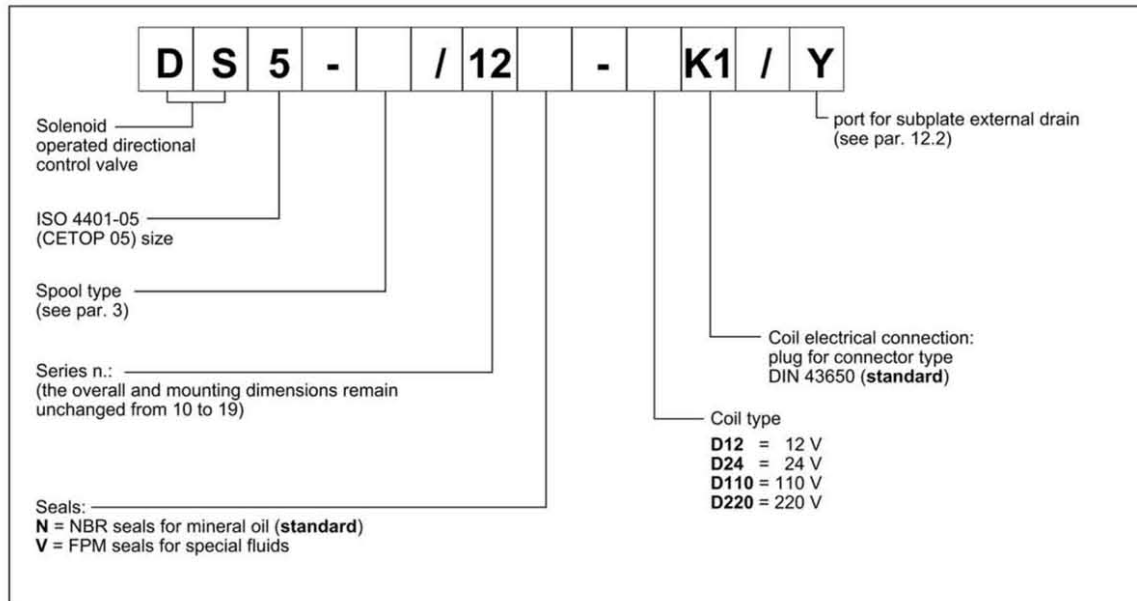 D S 5 - / 12 - K1 / Y
Solenoid
operated directional
control valve
port for subplate external drain
(see par. 12.2)
ISO 4401-05
(CETOP 05) size
Spool type
(see par. 3)
Coil electrical connection:
plug for connector type
DIN 43650 (standard)
Series n.:
(the overall and mounting dimensions remain
unchanged from 10 to 19)
Coil type
D12 = 12 V
D24 = 24 V
D110 = 110 V
D220 = 220 V
Seals:
N = NBR seals for mineral oil (standard)
V = FPM seals for special fluids